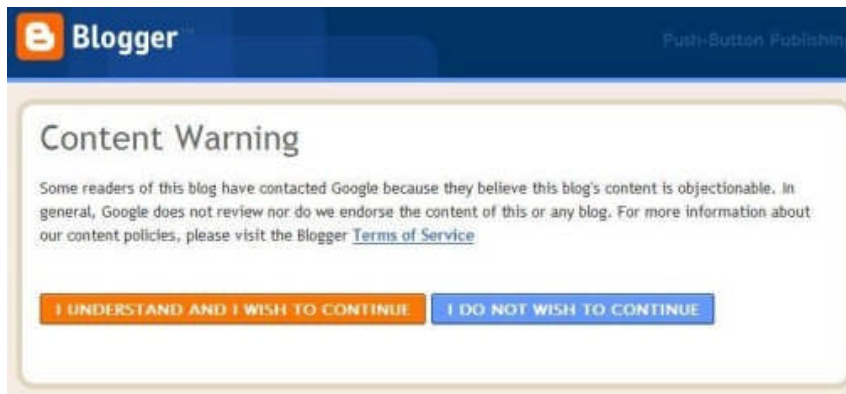 Blogger
Push-Button Publishin
Content Warning
Some readers of this blog have contacted Google because they believe this blog's content is objectionable. In
general, Google does not review nor do we endorse the content of this or any blog. For more information about
our content policies, please visit the Blogger Terms of Service
I UNDERSTAND AND I WISH TO CONTINUE I DO NOT WISH TO CONTINUE